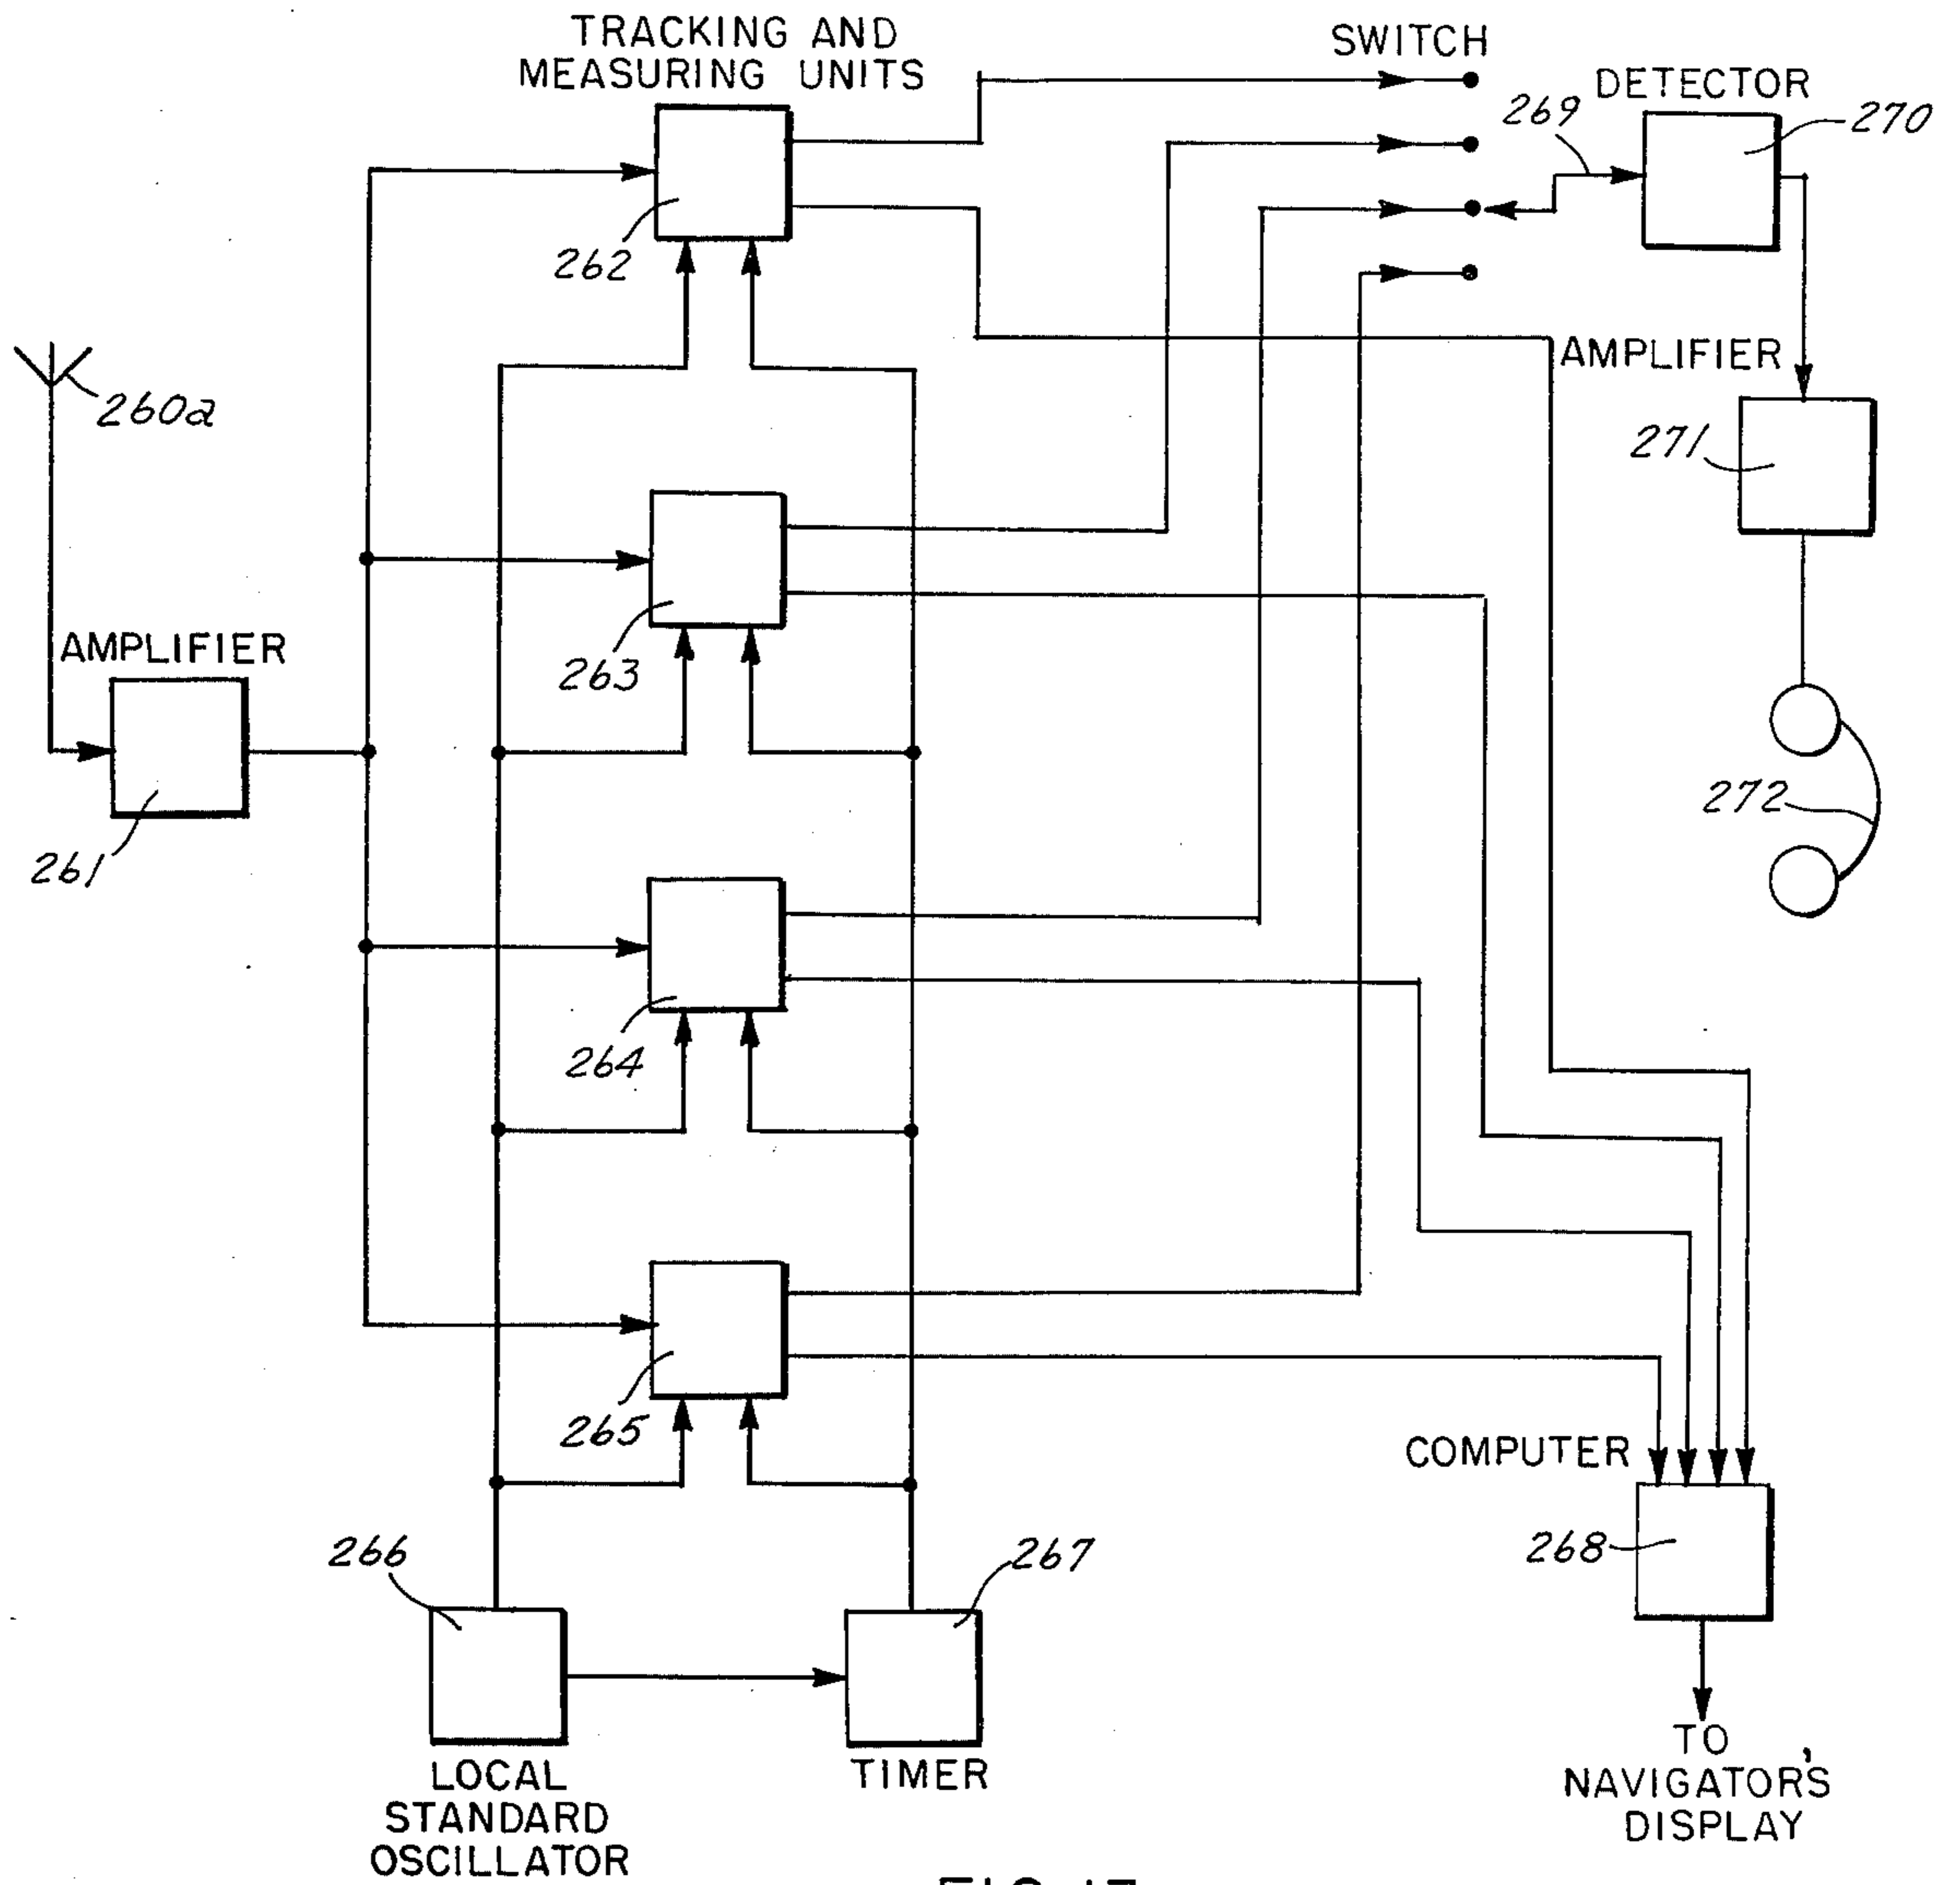 TRACKING AND
MEASURING UNITS
SWITCH
DETECTOR
269
270
262
AMPLIFIER
260a
271
AMPLIFIER
263
272
261
264
265
COMPUTER
266
267
268
LOCAL
STANDARD
OSCILLATOR
TIMER
TO
NAVIGATOR'S
DISPLAY